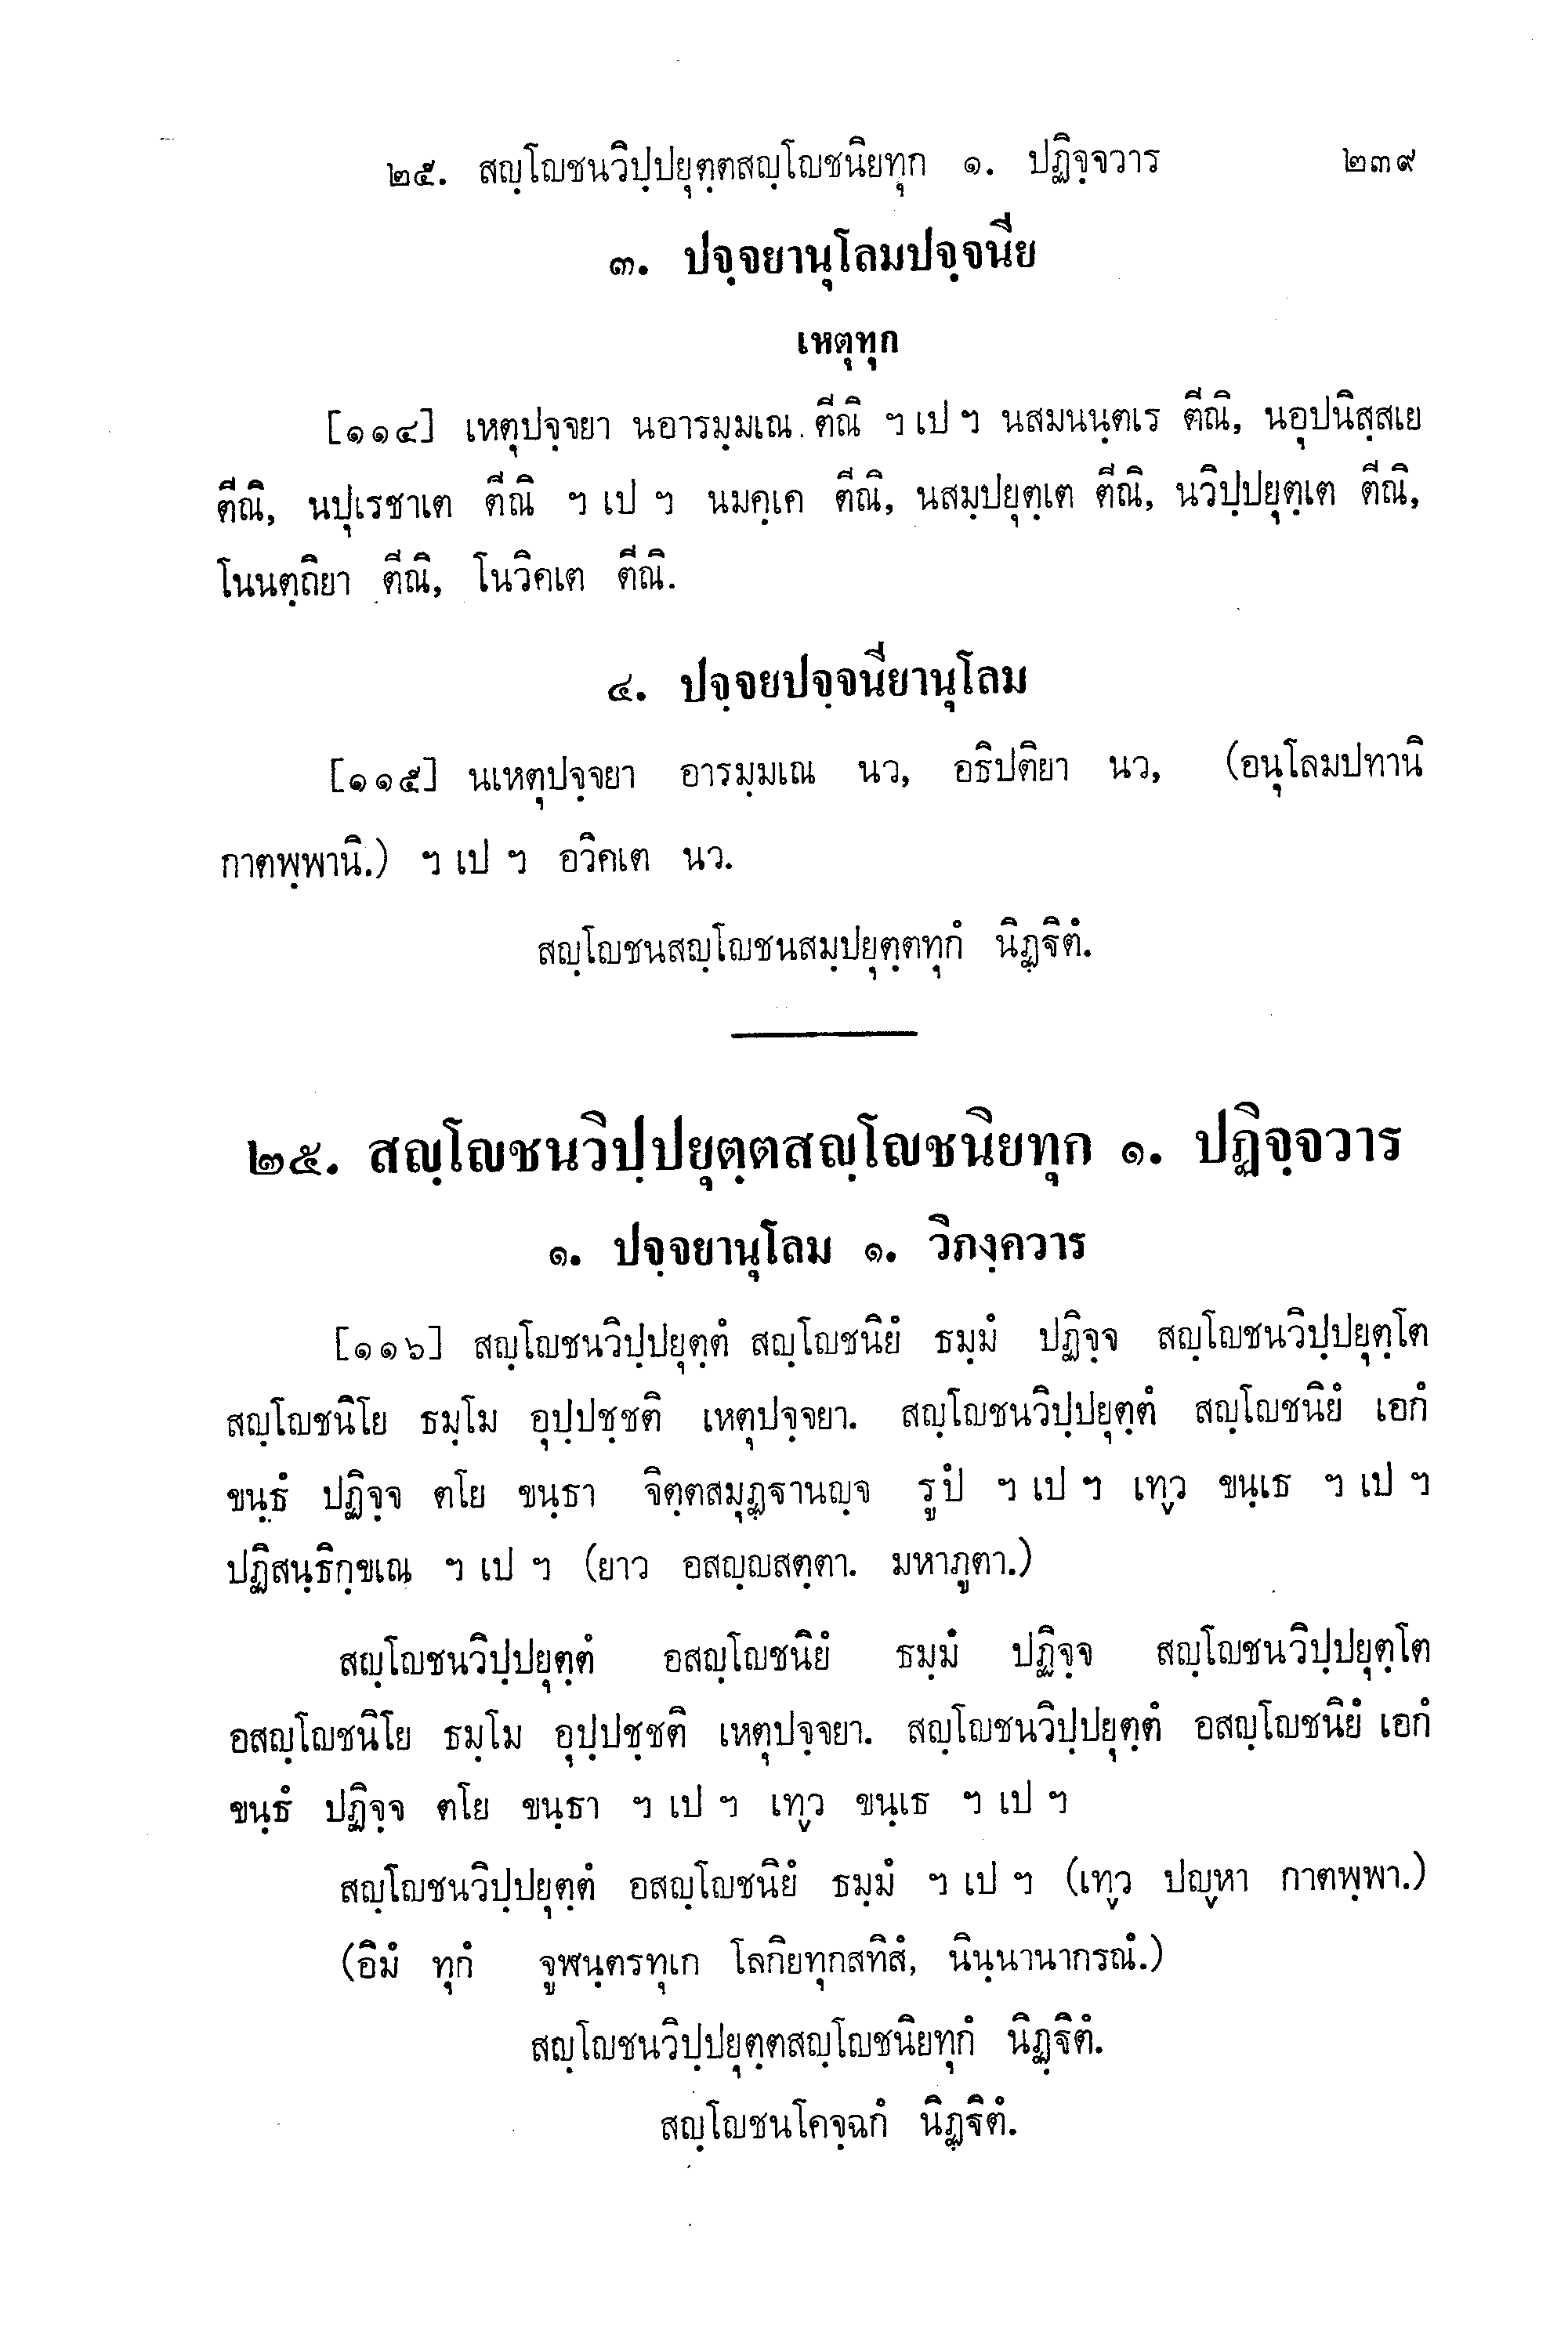 ๒๕. สญฺโญชนวิปฺปยุตฺตสญฺโญชนิยทุก ๑. ปฏิจฺจวาร ๒๓๙
๓. ปจฺจยานุโลมปจฺจนีย
เหตุทุก
[๑๑๔] เหตุปจฺจยา นอารมฺมเณ ตีณิ ฯ เป ฯ นสมนนฺตเร ตีณิ, นอุปนิสฺสเย
ตีณิ, นปุเรชาเต ตีณิ ฯ เป ฯ นมคฺเค ตีณิ, นสมฺปยุตฺเต ตีณิ, นวิปฺปยุตฺเต ตีณิ,
โนนตฺถิยา ตีณิ, โนวิคเต ตีณิ.
๔. ปจฺจยปจฺจนียานุโลม
[๑๑๕] นเหตุปจฺจยา อารมฺมเณ นว, อธิปติยา นว, (อนุโลมปทานิ
กาตพฺพานิ.) ฯ เป ฯ อวิคเต นว.
สญฺโญชนสญฺโญชนสมฺปยุตฺตทุกํ นิฏฺฐิตํ.
๒๕. สญฺโญชนวิปฺปยุตฺตสญฺโญชนิยทุก ๑. ปฏิจฺจวาร
๑. ปจฺจยานุโลม ๑. วิภงฺควาร
[๑๑๖] สญฺโญชนวิปฺปยุตฺตํ สญฺโญชนิยํ ธมฺมํ ปฏิจฺจ สญฺโญชนวิปฺปยุตฺโต
สญฺโญชนิโย ธมฺโม อุปฺปชฺชติ เหตุปจฺจยา. สญฺโญชนวิปฺปยุตฺตํ สญฺโญชนิยํ เอกํ
ขนฺธํ ปฏิจฺจ ตโย ขนฺธา จิตฺตสมุฏฺฐานญฺจ รูปํ ฯ เป ฯ เทฺว ขนฺเธ ฯ เป ฯ
ปฏิสนฺธิกฺขเณ ฯ เป ฯ (ยาว อสญฺญสตฺตา. มหาภูตา.)
สญฺโญชนวิปฺปยุตฺตํ อสญฺโญชนิยํ ธมฺมํ ปฏิจฺจ สญฺโญชนวิปฺปยุตฺโต
อสญฺโญชนิโย ธมฺโม อุปฺปชฺชติ เหตุปจฺจยา. สญฺโญชนวิปฺปยุตฺตํ อสญฺโญชนิยํ เอกํ
ขนฺธํ ปฏิจฺจ ตโย ขนฺธา ฯ เป ฯ เทฺว ขนฺเธ ฯ เป ฯ
สญฺโญชนวิปฺปยุตฺตํ อสญฺโญชนิยํ ธมฺมํ ฯ เป ฯ (เทฺว ปญฺหา กาตพฺพา.)
(อิมํ ทุกํ จูฬนฺตรทุเก โลกิยทุกสทิสํ, นินฺนานากรณํ.)
สญฺโญชนวิปฺปยุตฺตสญฺโญชนิยทุกํ นิฏฺฐิตํ.
สญฺโญชนโคจฺฉกํ นิฏฺฐิตํ.